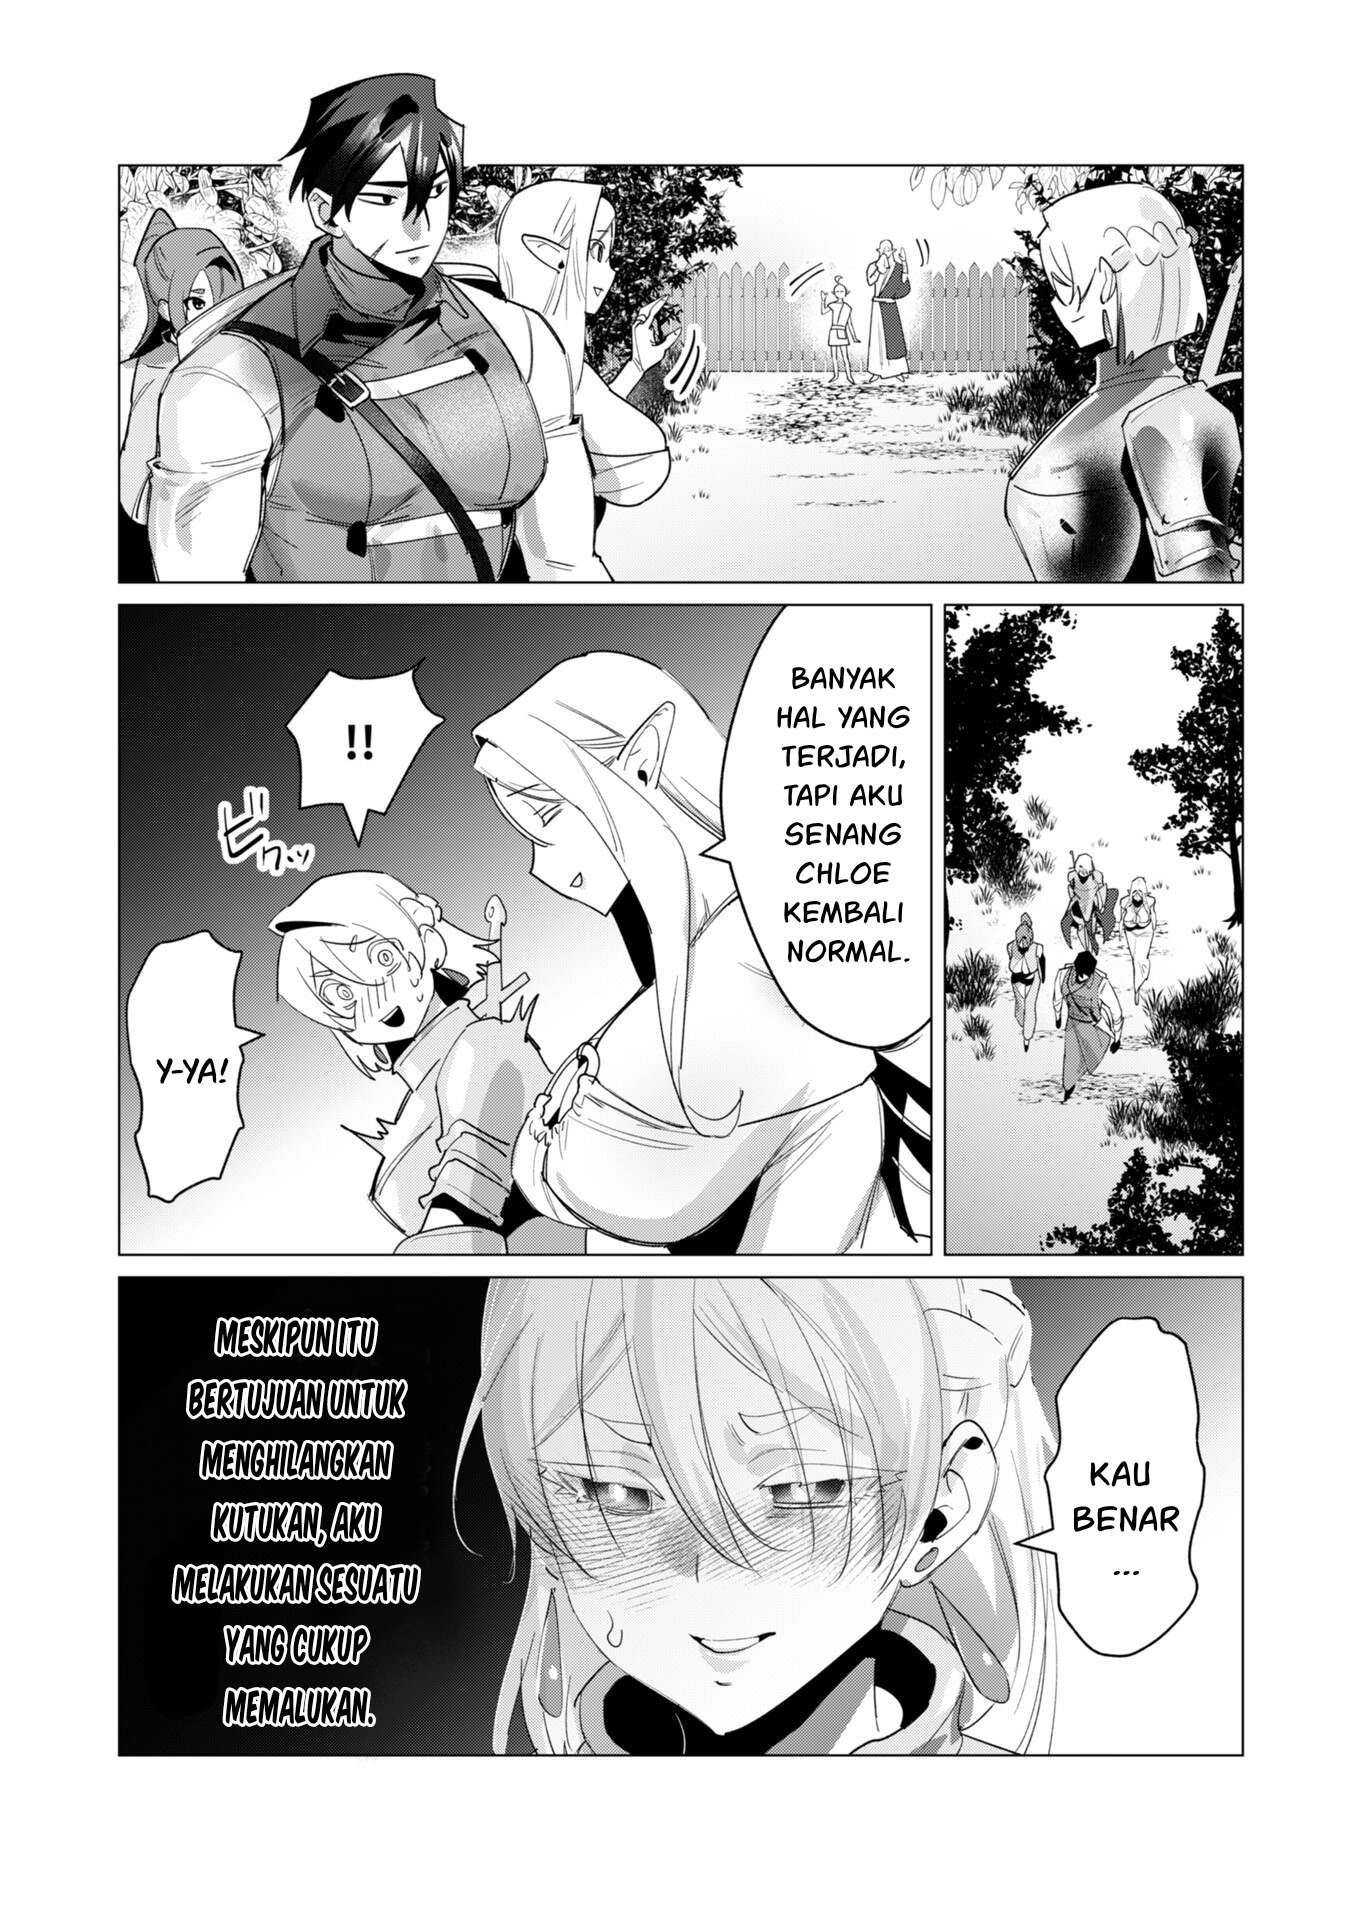 BANYAK
HAL YANG
TERJADI,
TAPI AKU
SENANG
CHLOE
KEMBALI
NORMAL.
!!
ビクッ
Y-YA!
KAU
BENAR
...
MESKIPUN ITU
BERTUJUAN UNTUK
MENGHILANGKAN
KUTUKAN, AKU
MELAKUKAN SESUATU
YANG CUKUP
MEMALUKAN.